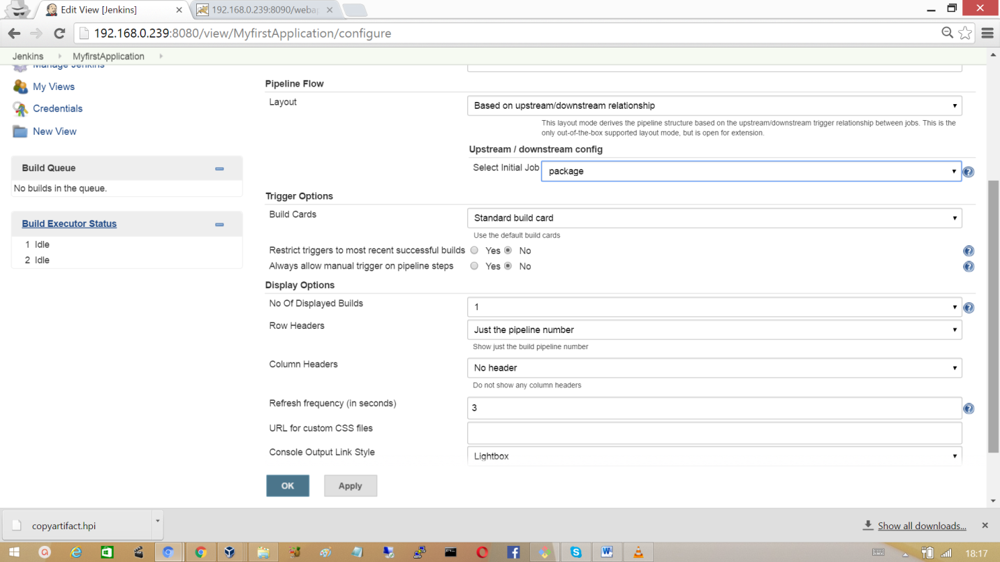 Edit View [Jenkins]
192.168.0.239:8090/webap
192.168.0.239:8080/view/MyfirstApplication/configure
Jenkins
MyfirstApplication
Manage Jenkins
My Views
Credentials
New View
Build Queue
No builds in the queue.
Build Executor Status
1 Idle
2 Idle
Pipeline Flow
Layout
Based on upstream/downstream relationship
This layout mode derives the pipeline structure based on the upstream/downstream trigger relationship between jobs. This is the
only out-of-the-box supported layout mode, but is open for extension.
Upstream / downstream config
Select Initial Job
package
Trigger Options
Build Cards
Standard build card
Use the default build cards
Restrict triggers to most recent successful builds Yes No
Always allow manual trigger on pipeline steps Yes No
Display Options
No Of Displayed Builds
1
Row Headers
Just the pipeline number
Show just the build pipeline number
Column Headers
No header
Do not show any column headers
Refresh frequency (in seconds)
3
URL for custom CSS files
Console Output Link Style
Lightbox
OK
Apply
copyartifact.hpi
Show all downloads...
18:17